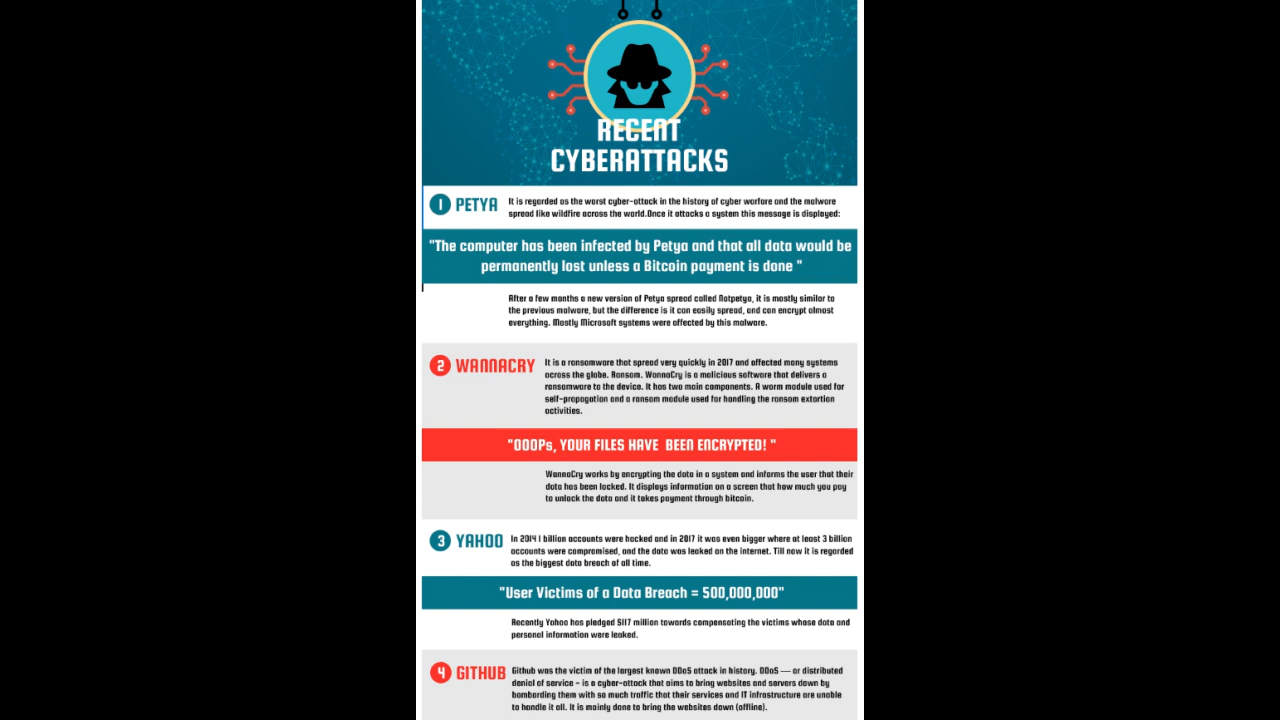 RECENT
CYBERATTACKS
1 PETYA
It is regarded as the worst cyber-attack in the history of cyber warfare and the malware
spread like wildfire across the world.Once it attacks a system this message is displayed:
"The computer has been infected by Petya and that all data would be
permanently lost unless a Bitcoin payment is done "
After a few months a new version of Petya spread called Notpetya, it is mostly similar to
the previous malware, but the difference is it can easily spread, and can encrypt almost
everything. Mostly Microsoft systems were affected by this malware.
2 WANNACRY
It is a ransomware that spread very quickly in 2017 and affected many systems
across the globe. Ransom. WannaCry is a malicious software that delivers a
ransomware to the device. It has two main components. A worm module used for
self-propagation and a ransom module used for handling the ransom extortion
activities.
"OOOPs, YOUR FILES HAVE BEEN ENCRYPTED! "
WannaCry works by encrypting the data in a system and informs the user that their
data has been locked. It displays information on a screen that how much you pay
to unlock the data and it takes payment through bitcoin.
3 YAHOO
In 2014 1 billion accounts were hacked and in 2017 it was even bigger where at least 3 billion
accounts were compromised, and the data was leaked on the internet. Till now it is regarded
as the biggest data breach of all time.
"User Victims of a Data Breach = 500,000,000"
Recently Yahoo has pledged $117 million towards compensating the victims whose data and
personal information were leaked.
4 GITHUB
Github was the victim of the largest known DDoS attack in history. DDoS — or distributed
denial of service - is a cyber-attack that aims to bring websites and servers down by
bombarding them with so much traffic that their services and IT infrastructure are unable
to handle it all. It is mainly done to bring the websites down (offline).